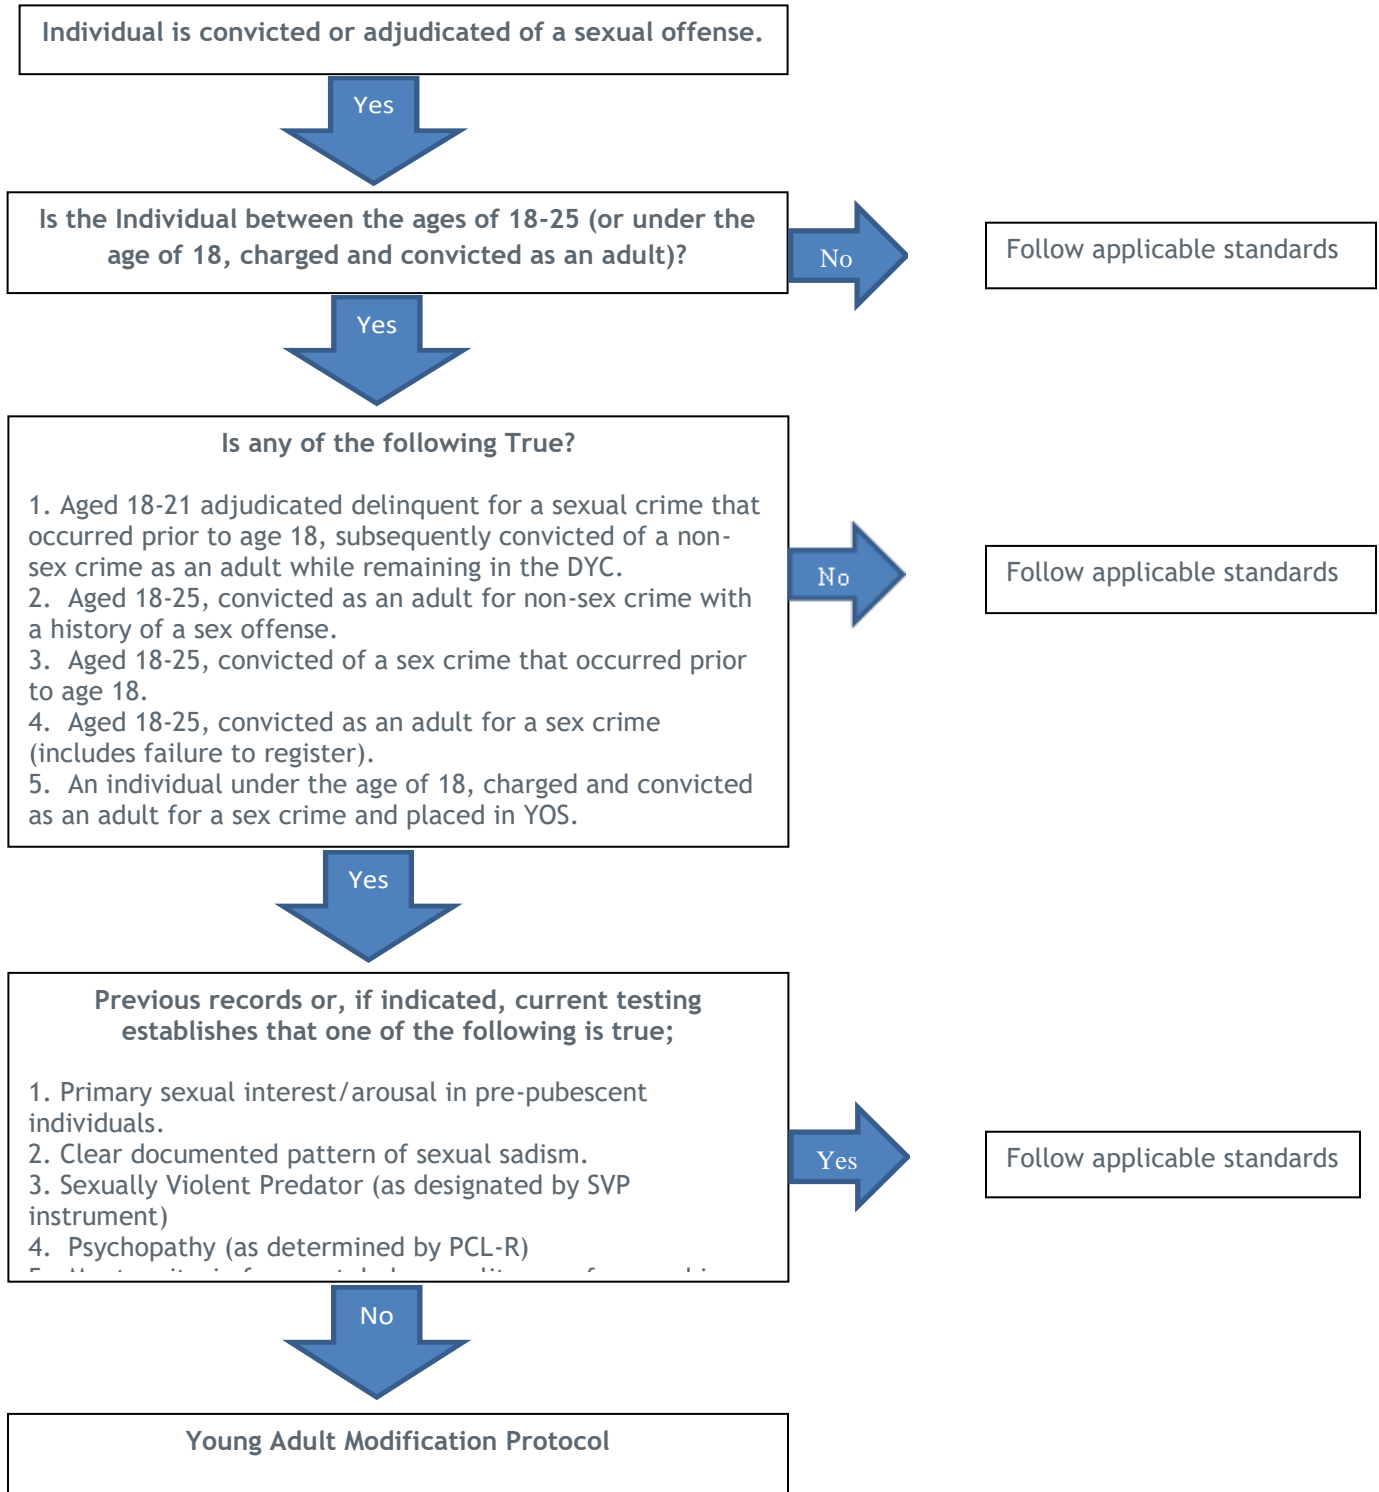 Individual is convicted or adjudicated of a sexual offense.
Yes
Is the Individual between the ages of 18-25 (or under the
age of 18, charged and convicted as an adult)?
No
Follow applicable standards
Yes
Is any of the following True?
1. Aged 18-21 adjudicated delinquent for a sexual crime that
occurred prior to age 18, subsequently convicted of a non-
sex crime as an adult while remaining in the DYC.
2. Aged 18-25, convicted as an adult for non-sex crime with
a history of a sex offense.
3. Aged 18-25, convicted of a sex crime that occurred prior
to age 18.
4. Aged 18-25, convicted as an adult for a sex crime
(includes failure to register).
5. An individual under the age of 18, charged and convicted
as an adult for a sex crime and placed in YOS.
No
Follow applicable standards
Yes
Previous records or, if indicated, current testing
establishes that one of the following is true;
1. Primary sexual interest/arousal in pre-pubescent
individuals.
2. Clear documented pattern of sexual sadism.
3. Sexually Violent Predator (as designated by SVP
instrument)
4. Psychopathy (as determined by PCL-R)
Yes
Follow applicable standards
No
Young Adult Modification Protocol